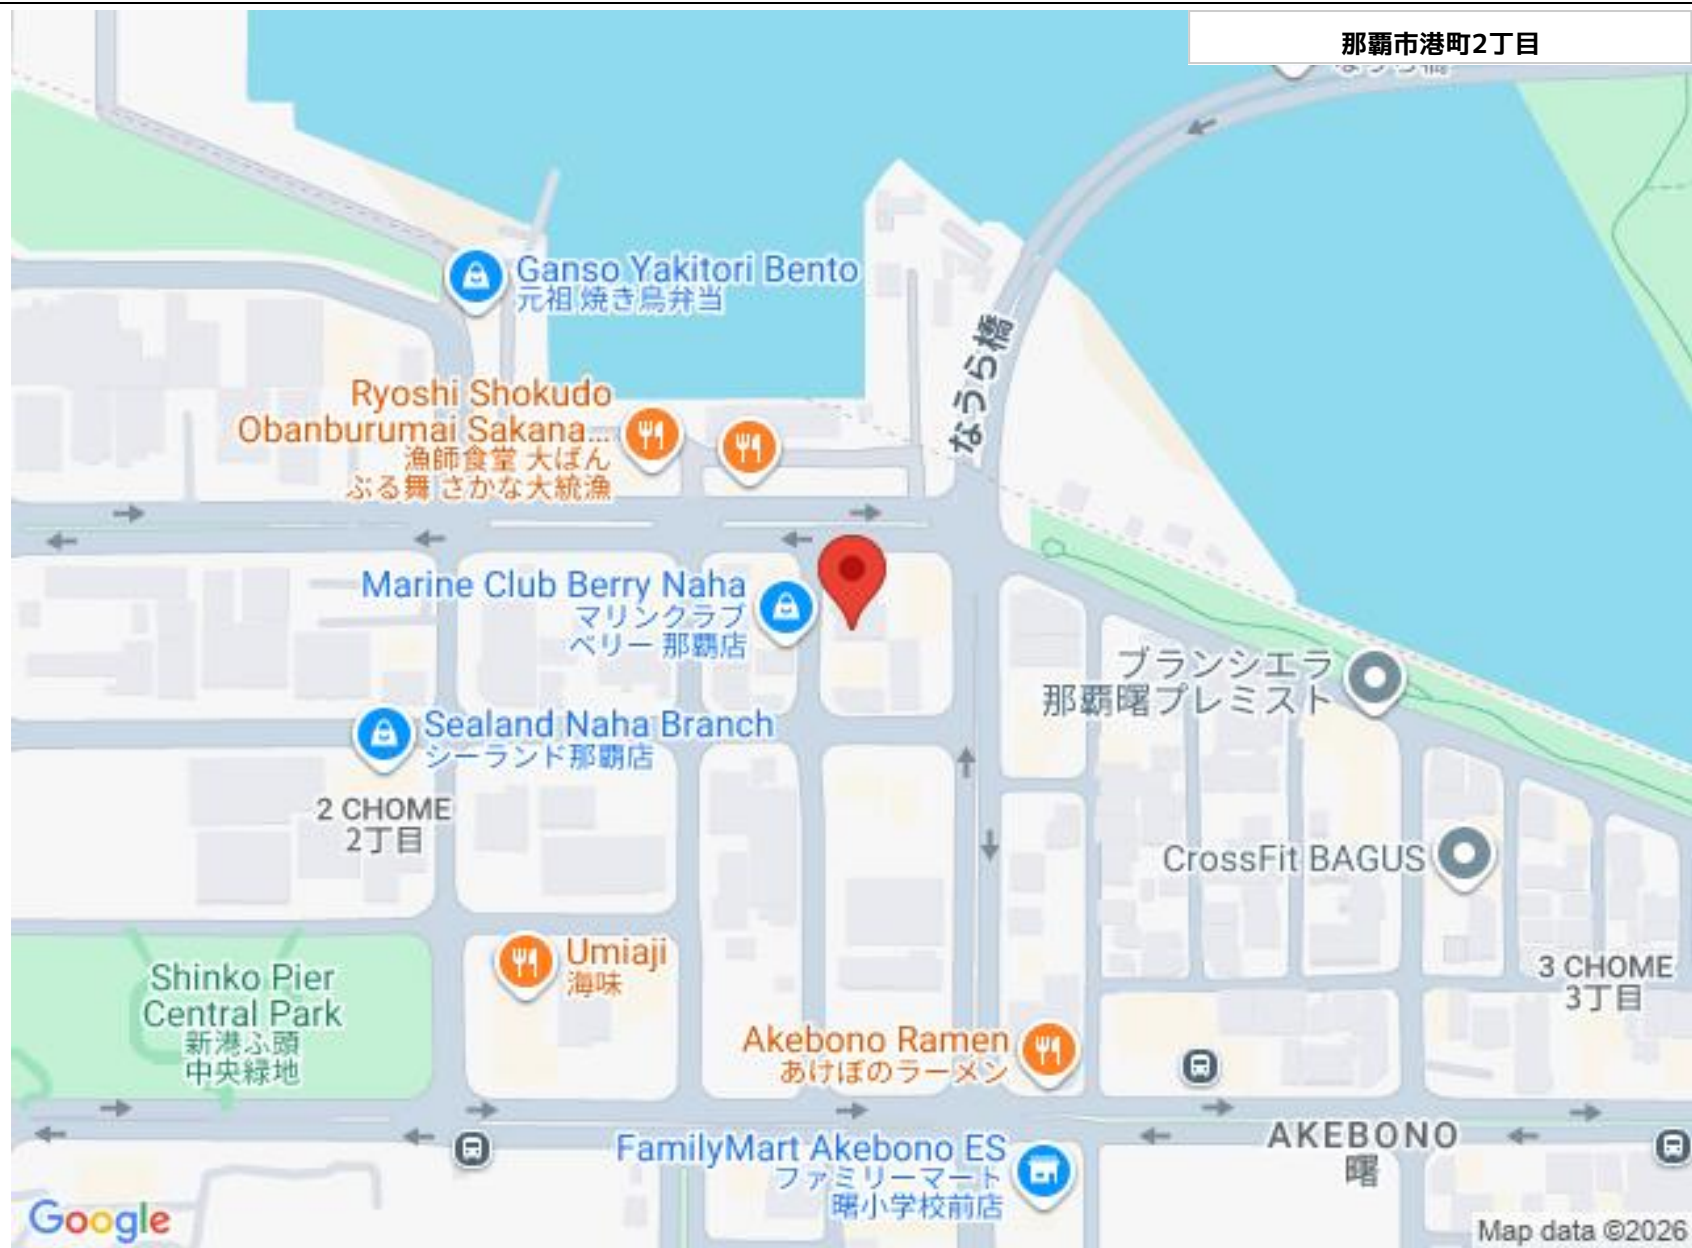 那覇市港町2丁目
Ganso Yakitori Bento
元祖 焼き鳥弁当
なうら橋
Ryoshi Shokudo
Obanburumai Sakana...
漁師食堂 大ばん
ぶる舞 さかな大統漁
Marine Club Berry Naha
マリンクラブ
ベリー 那覇店
ブランシエラ
那覇曙プレミスト
Sealand Naha Branch
シーランド那覇店
2 CHOME
2丁目
CrossFit BAGUS
Umiaji
海味
Shinko Pier
Central Park
新港ふ頭
中央緑地
3 CHOME
3丁目
Akebono Ramen
あけぼのラーメン
AKEBONO
曙
FamilyMart Akebono ES
ファミリーマート
曙小学校前店
Google
Map data ©2026